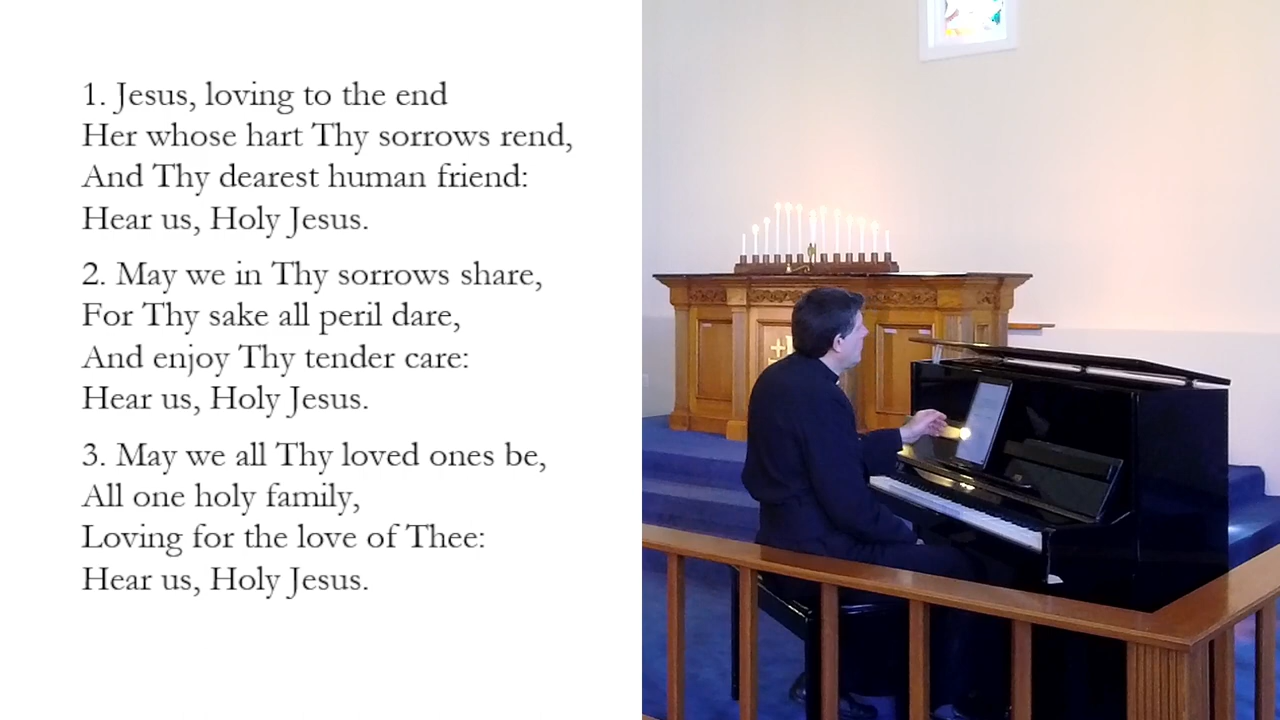 1. Jesus, loving to the end
Her whose hart Thy sorrows rend,
And Thy dearest human friend:
Hear us, Holy Jesus.
2. May we in Thy sorrows share,
For Thy sake all peril dare,
And enjoy Thy tender care:
Hear us, Holy Jesus.
3. May we all Thy loved ones be,
All one holy family,
Loving for the love of Thee:
Hear us, Holy Jesus.